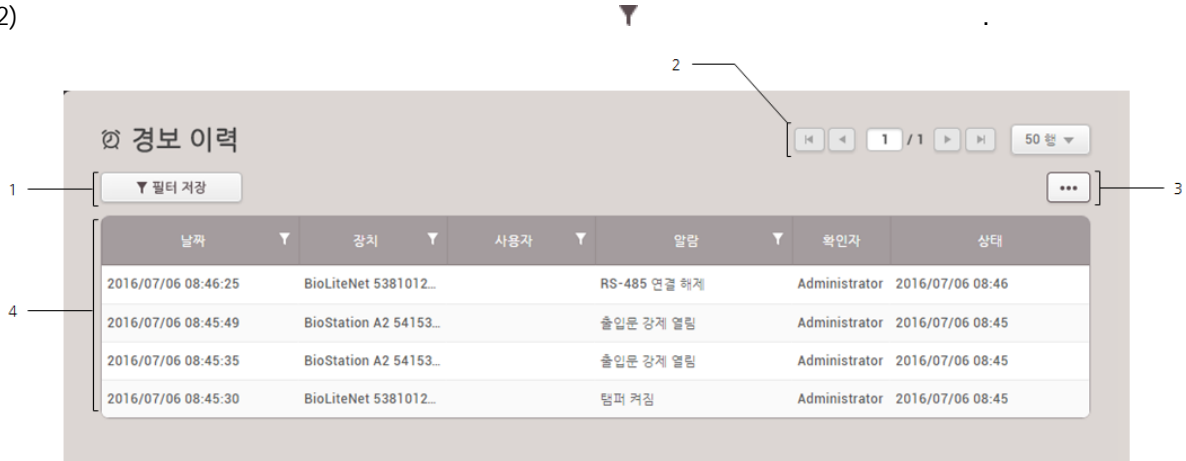 2) .
2
경보 이력
1 / 1 50 행
1 필터 저장 ••• 3
날짜 장치 사용자 알람 확인자 상태
2016/07/06 08:46:25 BioLiteNet 5381012... RS-485 연결 해제 Administrator 2016/07/06 08:46
4
2016/07/06 08:45:49 BioStation A2 54153... 출입문 강제 열림 Administrator 2016/07/06 08:45
2016/07/06 08:45:35 BioStation A2 54153... 출입문 강제 열림 Administrator 2016/07/06 08:45
2016/07/06 08:45:30 BioLiteNet 5381012... 탬퍼 켜짐 Administrator 2016/07/06 08:45